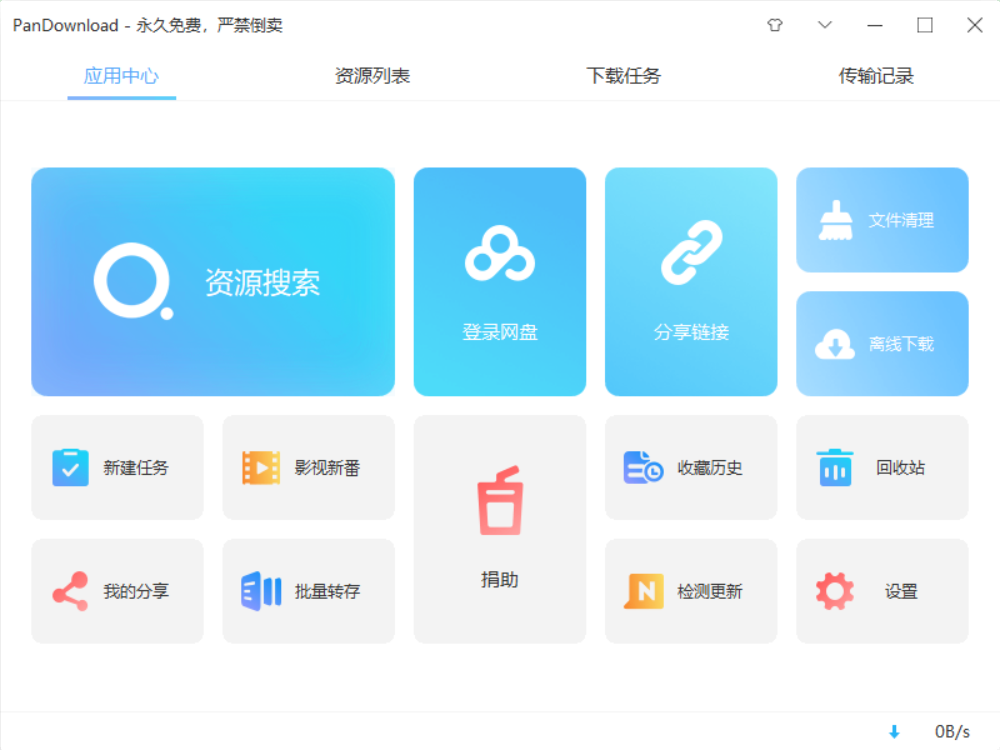 PanDownload - 永久免费，严禁倒卖
应用中心 资源列表 下载任务 传输记录
资源搜索
登录网盘
分享链接
文件清理
离线下载
新建任务
影视新番
捐助
收藏历史
回收站
我的分享
批量转存
检测更新
设置
0B/s